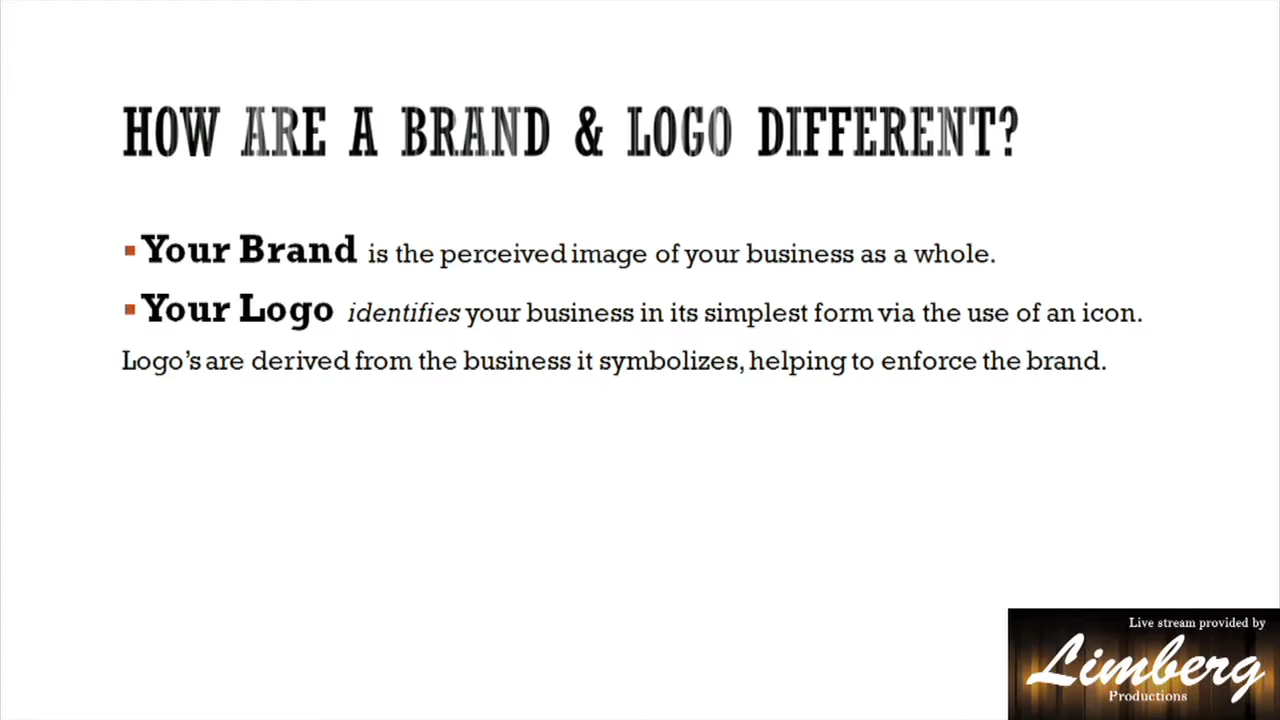 HOW ARE A BRAND & LOGO DIFFERENT?
▪ Your Brand is the perceived image of your business as a whole.
▪ Your Logo identifies your business in its simplest form via the use of an icon.
Logo’s are derived from the business it symbolizes, helping to enforce the brand.
Live stream provided by
Limberg
Productions